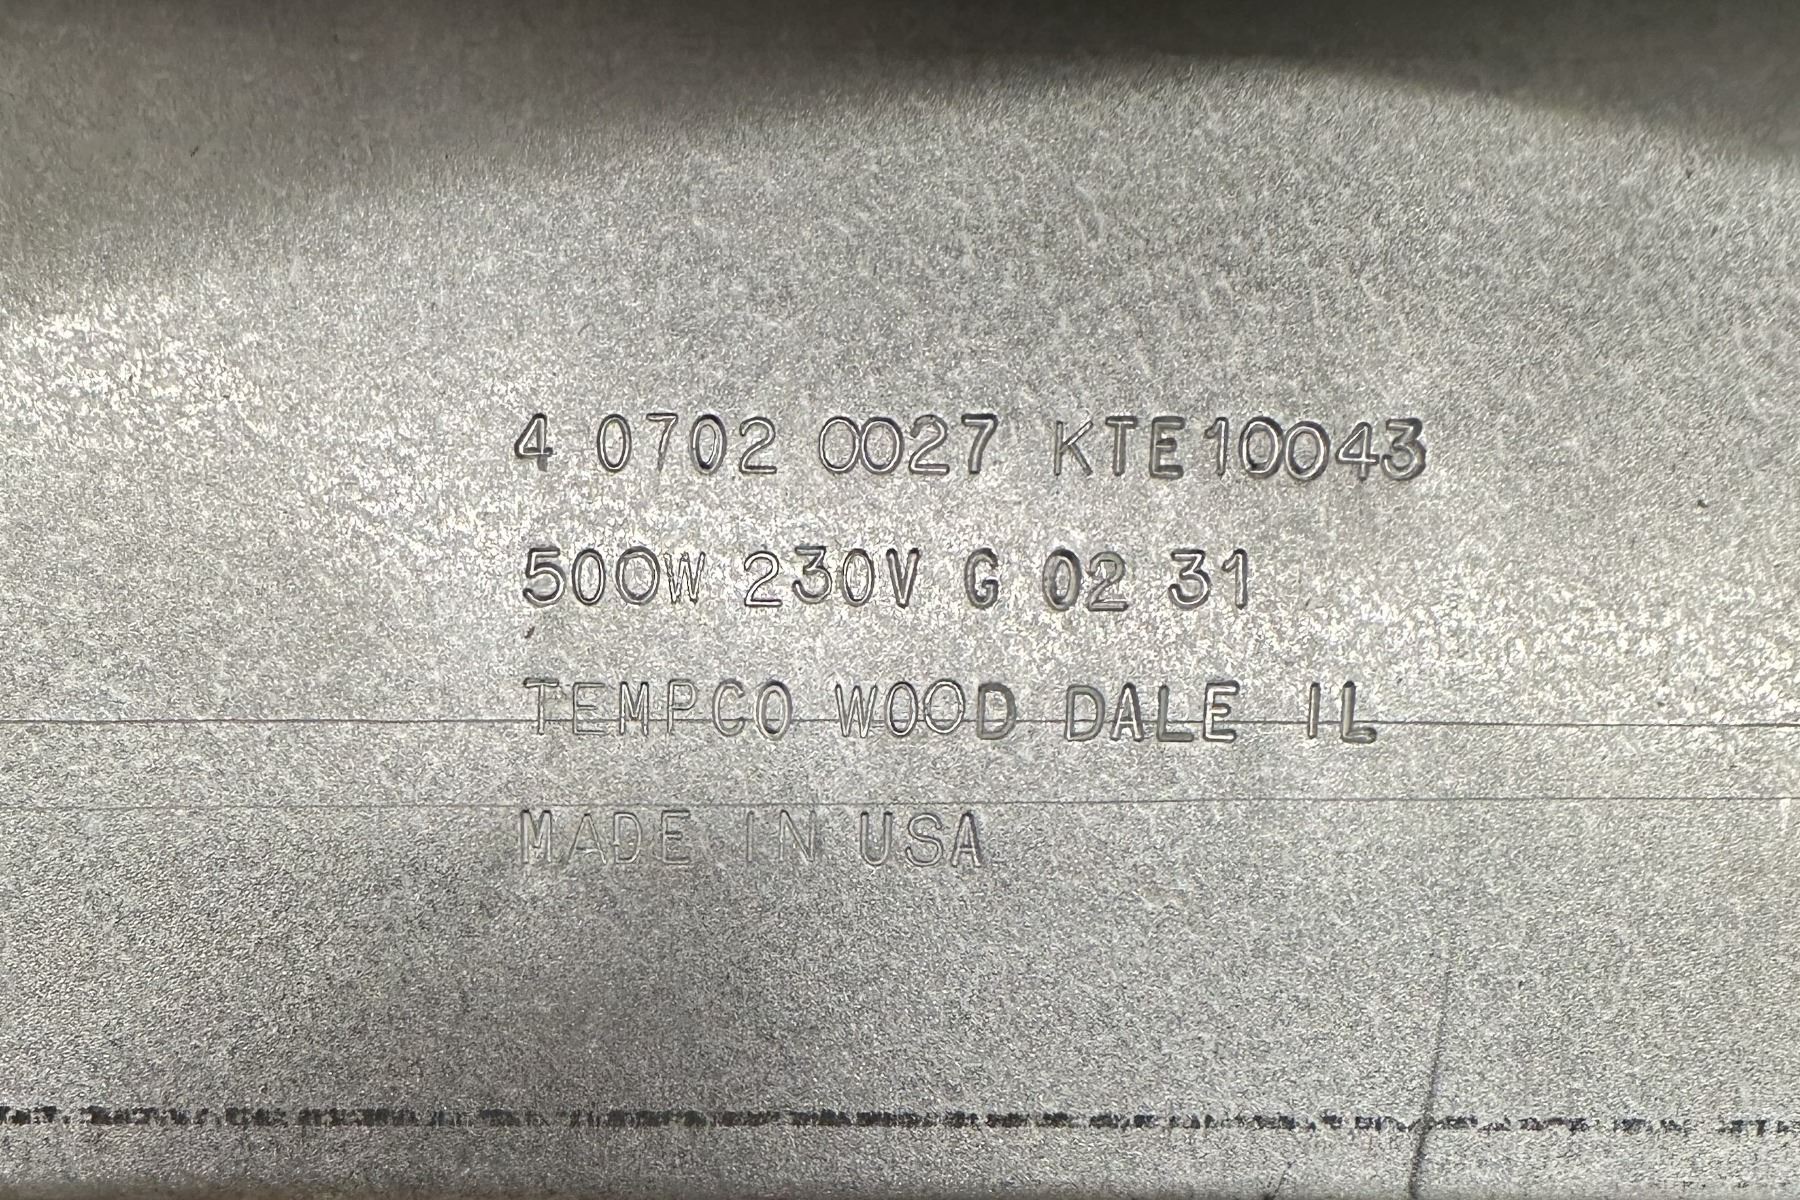 4 0702 0027 KTE10043
500W 230V G 02 31
TEMPCO WOOD DALE IL
MADE IN USA